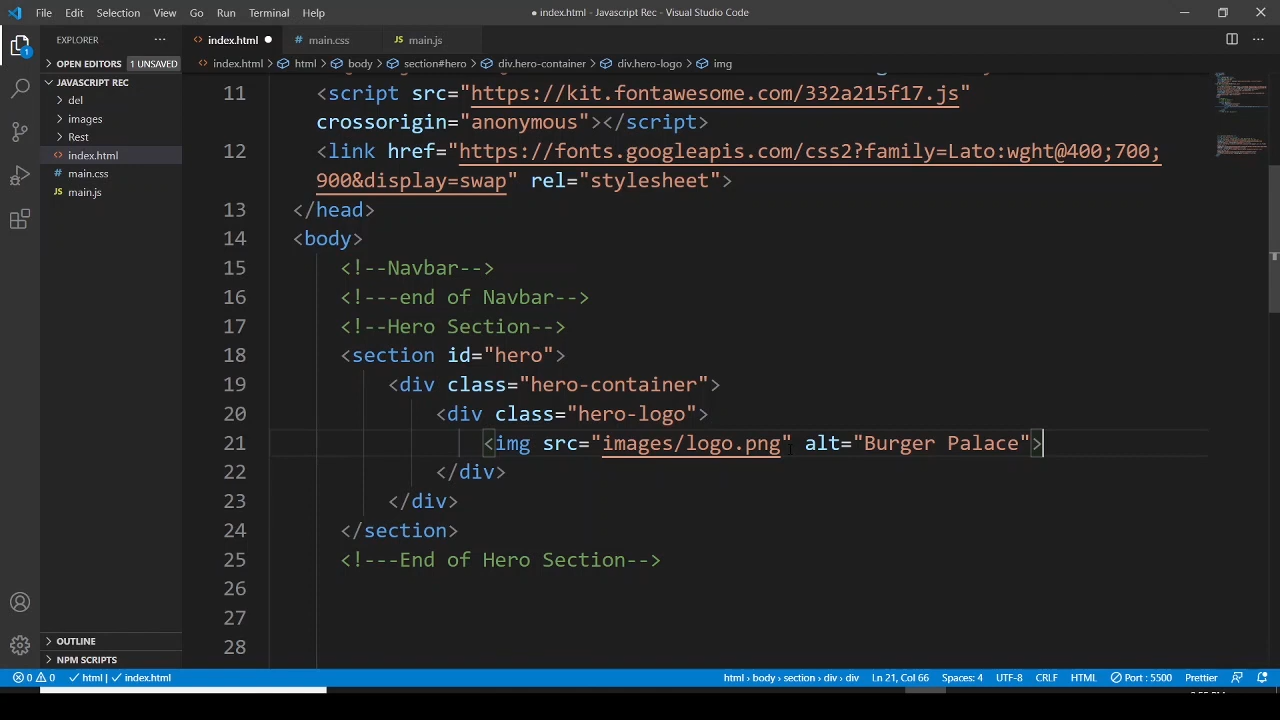 File Edit Selection View Go Run Terminal Help
● index.html - Javascript Rec - Visual Studio Code
EXPLORER ···
index.html ●
main.css
main.js
OPEN EDITORS 1 UNSAVED
index.html > html > body > section#hero > div.hero-container > div.hero-logo > img
JAVASCRIPT REC
del
images
Rest
index.html
main.css
main.js
11 <script src="https://kit.fontawesome.com/332a215f17.js"
crossorigin="anonymous"></script>
12 <link href="https://fonts.googleapis.com/css2?family=Lato:wght@400;700;
900&display=swap" rel="stylesheet">
13 </head>
14 <body>
15 <!--Navbar-->
16 <!---end of Navbar-->
17 <!--Hero Section-->
18 <section id="hero">
19 <div class="hero-container">
20 <div class="hero-logo">
21 <img src="images/logo.png" alt="Burger Palace">
22 </div>
23 </div>
24 </section>
25 <!---End of Hero Section-->
26
27
28
1
OUTLINE
NPM SCRIPTS
0 0 html | index.html
html > body > section > div > div Ln 21, Col 66 Spaces: 4 UTF-8 CRLF HTML Port : 5500 Prettier